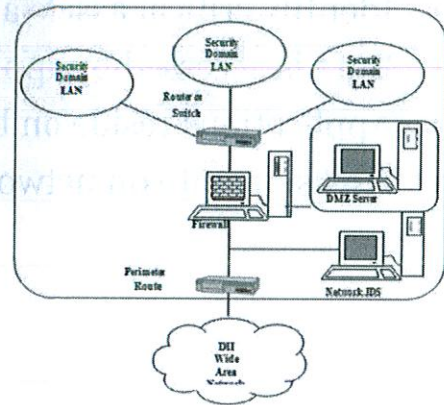 Security
Domain
LAN
Security
Domain
LAN
Security
Domain
LAN
Router or
Switch
DMZ Server
Firewall
Perimeter
Route
Network IDS
DII
Wide
Area
Network